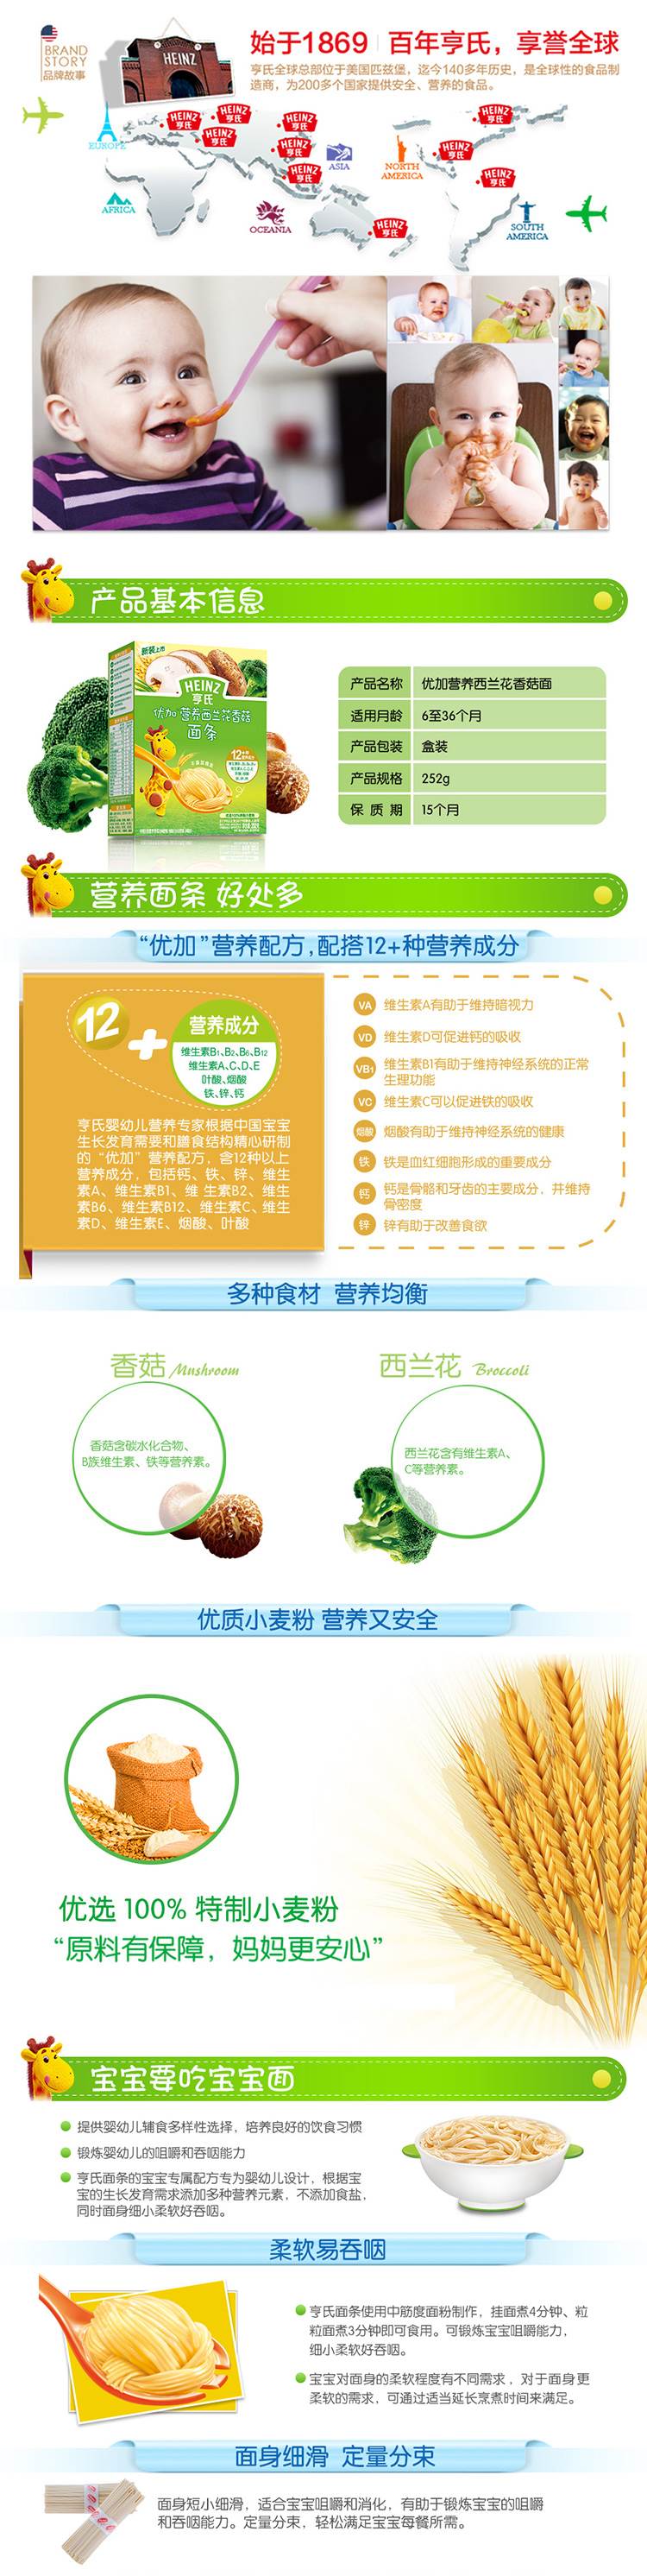 BRAND
STORY
品牌故事
HEINZ
始于1869 百年亨氏，享誉全球
亨氏全球总部位于美国匹兹堡，迄今140多年历史，是全球性的食品制
造商，为200多个国家提供安全、营养的食品。
HEINZ
亨氏
HEINZ
亨氏
HEINZ
亨氏
HEINZ
亨氏
HEINZ
亨氏
HEINZ
亨氏
HEINZ
亨氏
HEINZ
亨氏
HEINZ
亨氏
HEINZ
亨氏
EUROPE
ASIA
NORTH
AMERICA
AFRICA
OCEANIA
SOUTH
AMERICA
产品基本信息
新装上市
HEINZ
亨氏
优加 营养西兰花香菇
面条
产品名称 优加营养西兰花香菇面
适用月龄 6至36个月
产品包装 盒装
产品规格 252g
保 质 期 15个月
营养面条 好处多
“优加”营养配方,配搭12+种营养成分
12+
营养成分
维生素B1、B2、B6、B12
维生素A、C、D、E
叶酸、烟酸
铁、锌、钙
亨氏婴幼儿营养专家根据中国宝宝
生长发育需要和膳食结构精心研制
的“优加”营养配方，含12种以上
营养成分，包括钙、铁、锌、维生
素A、维生素B1、维 生素B2、维生
素B6、维生素B12、维生素C、维生
素D、维生素E、烟酸、叶酸
VA 维生素A有助于维持暗视力
VD 维生素D可促进钙的吸收
VB1 维生素B1有助于维持神经系统的正常
生理功能
VC 维生素C可以促进铁的吸收
烟酸 烟酸有助于维持神经系统的健康
铁 铁是血红细胞形成的重要成分
钙 钙是骨骼和牙齿的主要成分，并维持
骨密度
锌 锌有助于改善食欲
多种食材 营养均衡
香菇 Mushroom
香菇含碳水化合物、
B族维生素、铁等营养素。
西兰花 Broccoli
西兰花含有维生素A、
C等营养素。
优质小麦粉 营养又安全
优选 100% 特制小麦粉
“原料有保障，妈妈更安心”
宝宝要吃宝宝面
提供婴幼儿辅食多样性选择，培养良好的饮食习惯
锻炼婴幼儿的咀嚼和吞咽能力
亨氏面条的宝宝专属配方专为婴幼儿设计，根据宝
宝的生长发育需求添加多种营养元素，不添加食盐，
同时面身细小柔软好吞咽。
柔软易吞咽
亨氏面条使用中筋度面粉制作，挂面煮4分钟、粒
粒面煮3分钟即可食用。可锻炼宝宝咀嚼能力，
细小柔软好吞咽。
宝宝对面身的柔软程度有不同需求，对于面身更
柔软的需求，可通过适当延长烹煮时间来满足。
面身细滑 定量分束
面身短小细滑，适合宝宝咀嚼和消化，有助于锻炼宝宝的咀嚼
和吞咽能力。定量分束，轻松满足宝宝每餐所需。